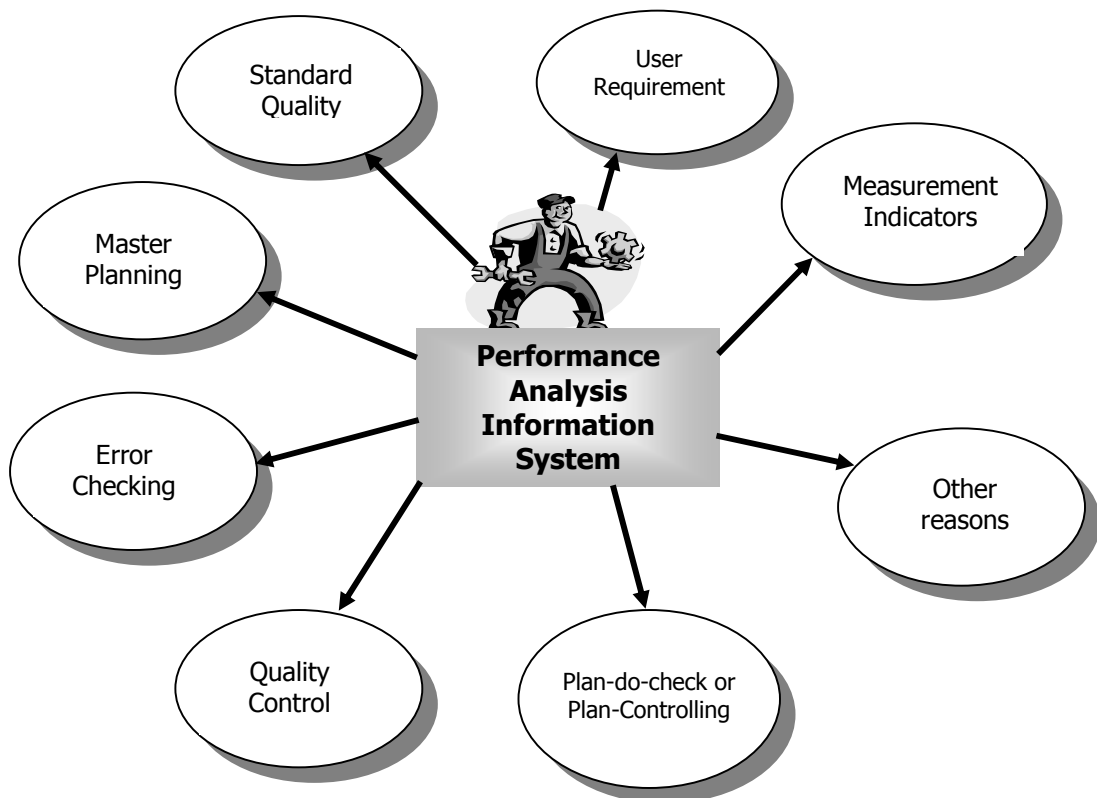 Standard
Quality
User
Requirement
Measurement
Indicators
Master
Planning
Performance
Analysis
Information
System
Error
Checking
Other
reasons
Quality
Control
Plan-do-check or
Plan-Controlling